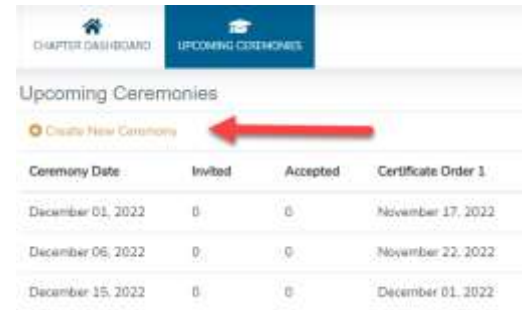 CHAPTER DASHBOARD UPCOMING CEREMONIES
Upcoming Ceremonies
Create New Ceremony
Ceremony Date Invited Accepted Certificate Order 1
December 01, 2022 0 0 November 17, 2022
December 06, 2022 0 0 November 22, 2022
December 15, 2022 0 0 December 01, 2022